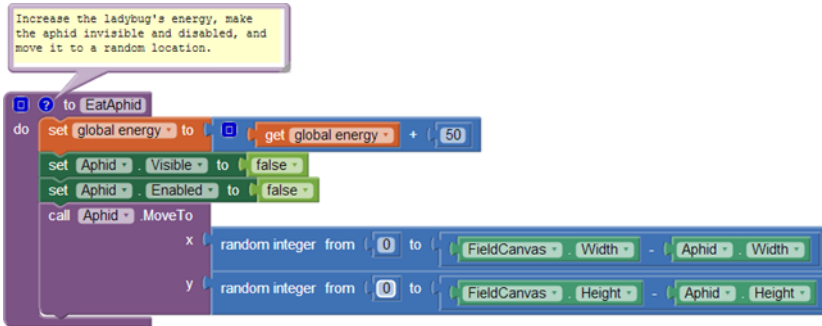 Increase the ladybug's energy, make
the aphid invisible and disabled, and
move it to a random location.
? to EatAphid
do set global energy to get global energy + 50
set Aphid . Visible to false
set Aphid . Enabled to false
call Aphid .MoveTo
x random integer from 0 to FieldCanvas . Width - Aphid . Width
y random integer from 0 to FieldCanvas . Height - Aphid . Height